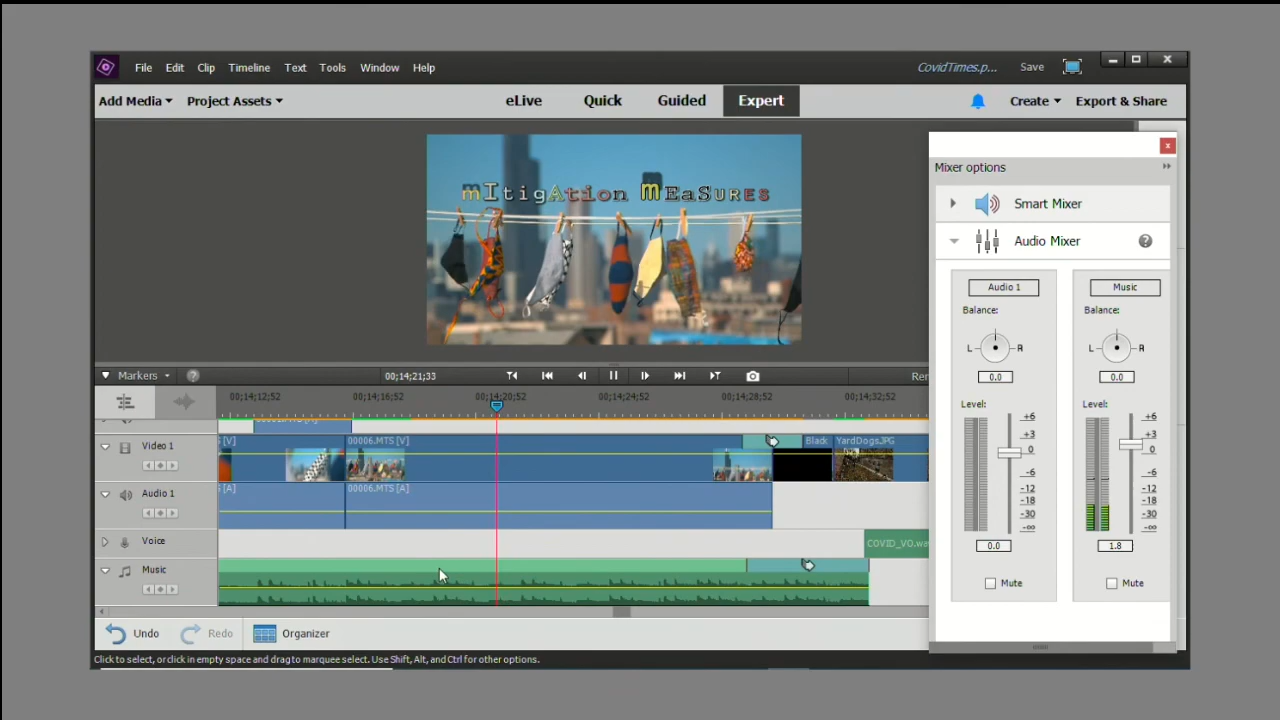 File Edit Clip Timeline Text Tools Window Help CovidTimes.p... Save
Add Media Project Assets eLive Quick Guided Expert Create Export & Share
Mixer options
mItigAtion mEaSURES
Smart Mixer
Audio Mixer ?
Audio 1 Music
Balance: Balance:
L R L R
0.0 0.0
Markers ? 00;14;21;33 Ren
00;14;12;52 00;14;16;52 00;14;20;52 00;14;24;52 00;14;28;52 00;14;32;52
Level: Level:
+6 +6
+3 +3
0 0
-6 -6
-12 -12
-18 -18
-30 -30
-∞ -∞
Video 1 [V] 00006.MTS [V] Black YardDogs.JPG
Audio 1 [A] 00006.MTS [A]
Voice COVID_VO.wa
0.0 1.8
Music
Mute Mute
Undo Redo Organizer
Click to select, or click in empty space and drag to marquee select. Use Shift, Alt, and Ctrl for other options.